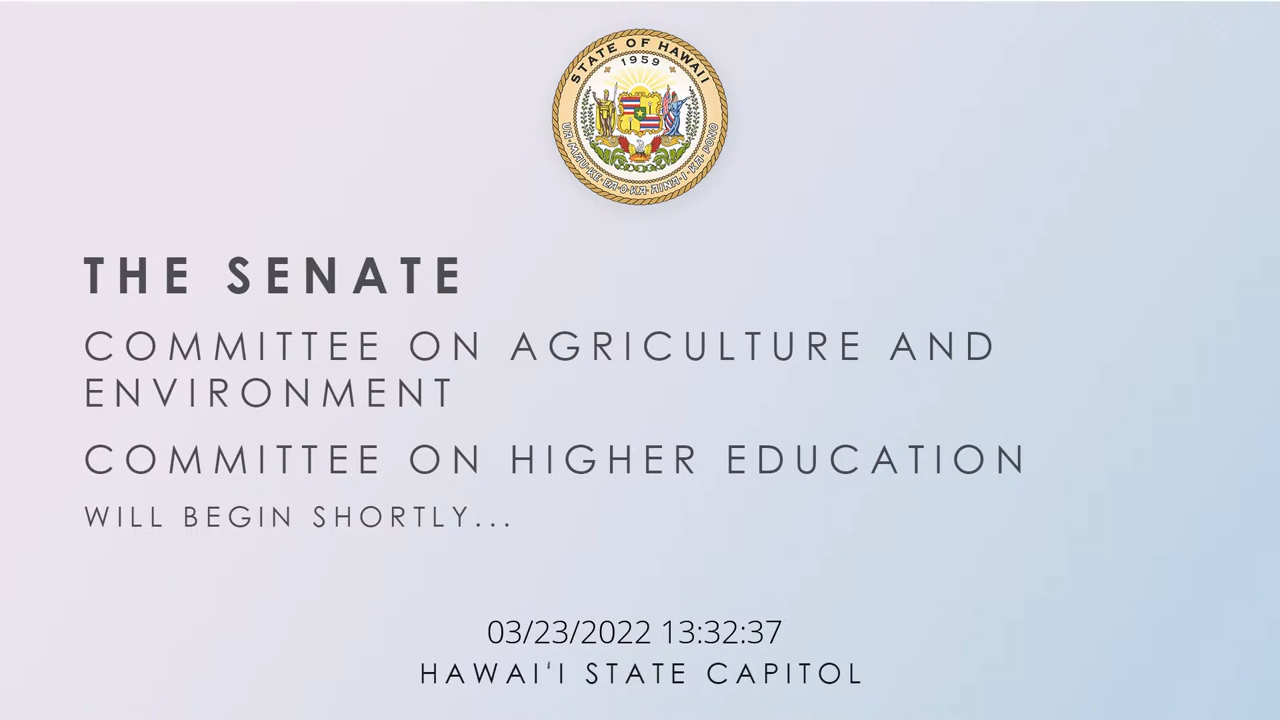 STATE OF HAWAII
1959
UA MAU KE EA O KA AINA I KA PONO
THE SENATE
COMMITTEE ON AGRICULTURE AND
ENVIRONMENT
COMMITTEE ON HIGHER EDUCATION
WILL BEGIN SHORTLY...
03/23/2022 13:32:37
HAWAIʻI STATE CAPITOL